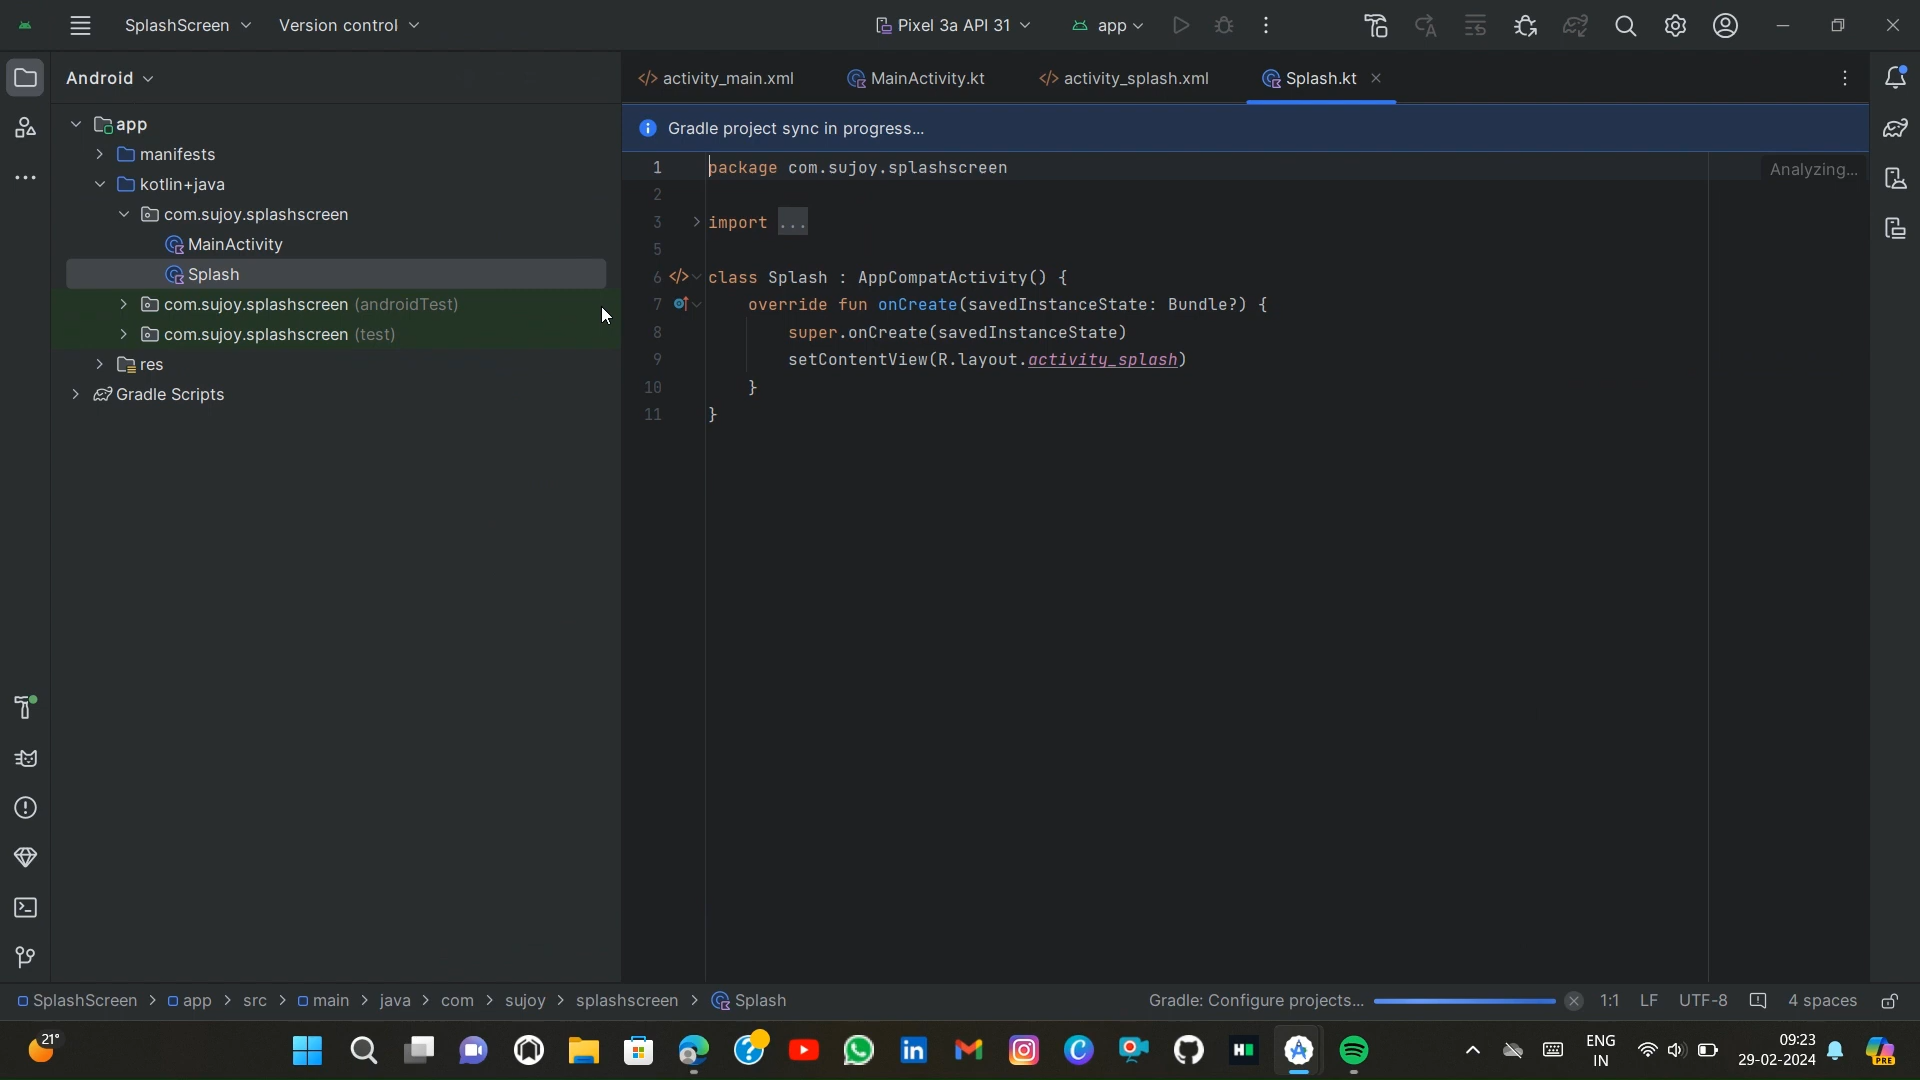 SplashScreen
Version control
Pixel 3a API 31
app
Android
activity_main.xml
MainActivity.kt
activity_splash.xml
Splash.kt
Gradle project sync in progress...
app
manifests
kotlin+java
com.sujoy.splashscreen
MainActivity
Splash
com.sujoy.splashscreen (androidTest)
com.sujoy.splashscreen (test)
res
Gradle Scripts
1 package com.sujoy.splashscreen
Analyzing...
2
3 import ...
5
6 class Splash : AppCompatActivity() {
7 override fun onCreate(savedInstanceState: Bundle?) {
8 super.onCreate(savedInstanceState)
9 setContentView(R.layout.activity_splash)
10 }
11 }
SplashScreen > app > src > main > java > com > sujoy > splashscreen > Splash
Gradle: Configure projects...
1:1 LF UTF-8 4 spaces
21°
ENG
IN
09:23
29-02-2024
PRE